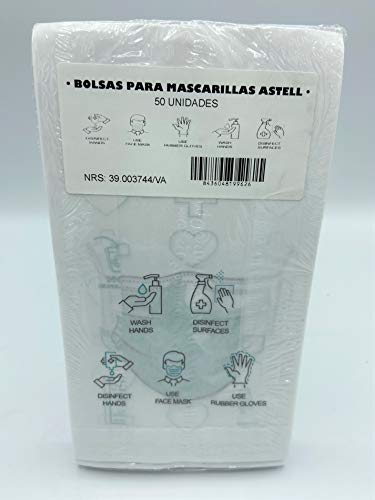 • BOLSAS PARA MASCARILLAS ASTELL •
50 UNIDADES
DISINFECT HANDS
USE FACE MASK
USE RUBBER GLOVES
WASH HANDS
DISINFECT SURFACES
NRS: 39.003744/VA
8436048199626
WASH HANDS
DISINFECT SURFACES
DISINFECT HANDS
USE FACE MASK
USE RUBBER GLOVES